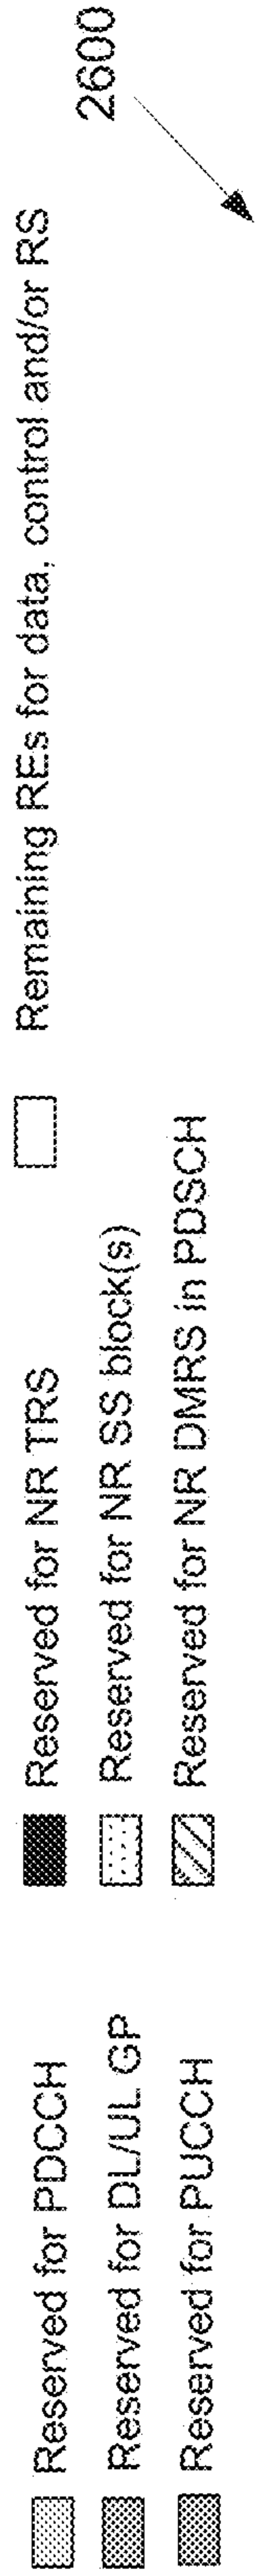 Reserved for PDCCH
Reserved for DL/UL GP
Reserved for PUCCH
Reserved for NR TRS
Reserved for NR SS block(s)
Reserved for NR DMRS in PDSCH
Remaining REs for data, control and/or RS
2600